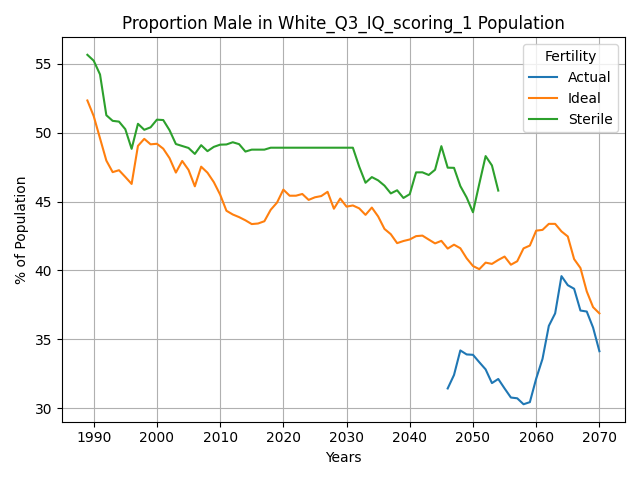 Proportion Male in White_Q3_IQ_scoring_1 Population
Fertility
Actual
Ideal
Sterile
% of Population
55
50
45
40
35
30
1990 2000 2010 2020 2030 2040 2050 2060 2070
Years